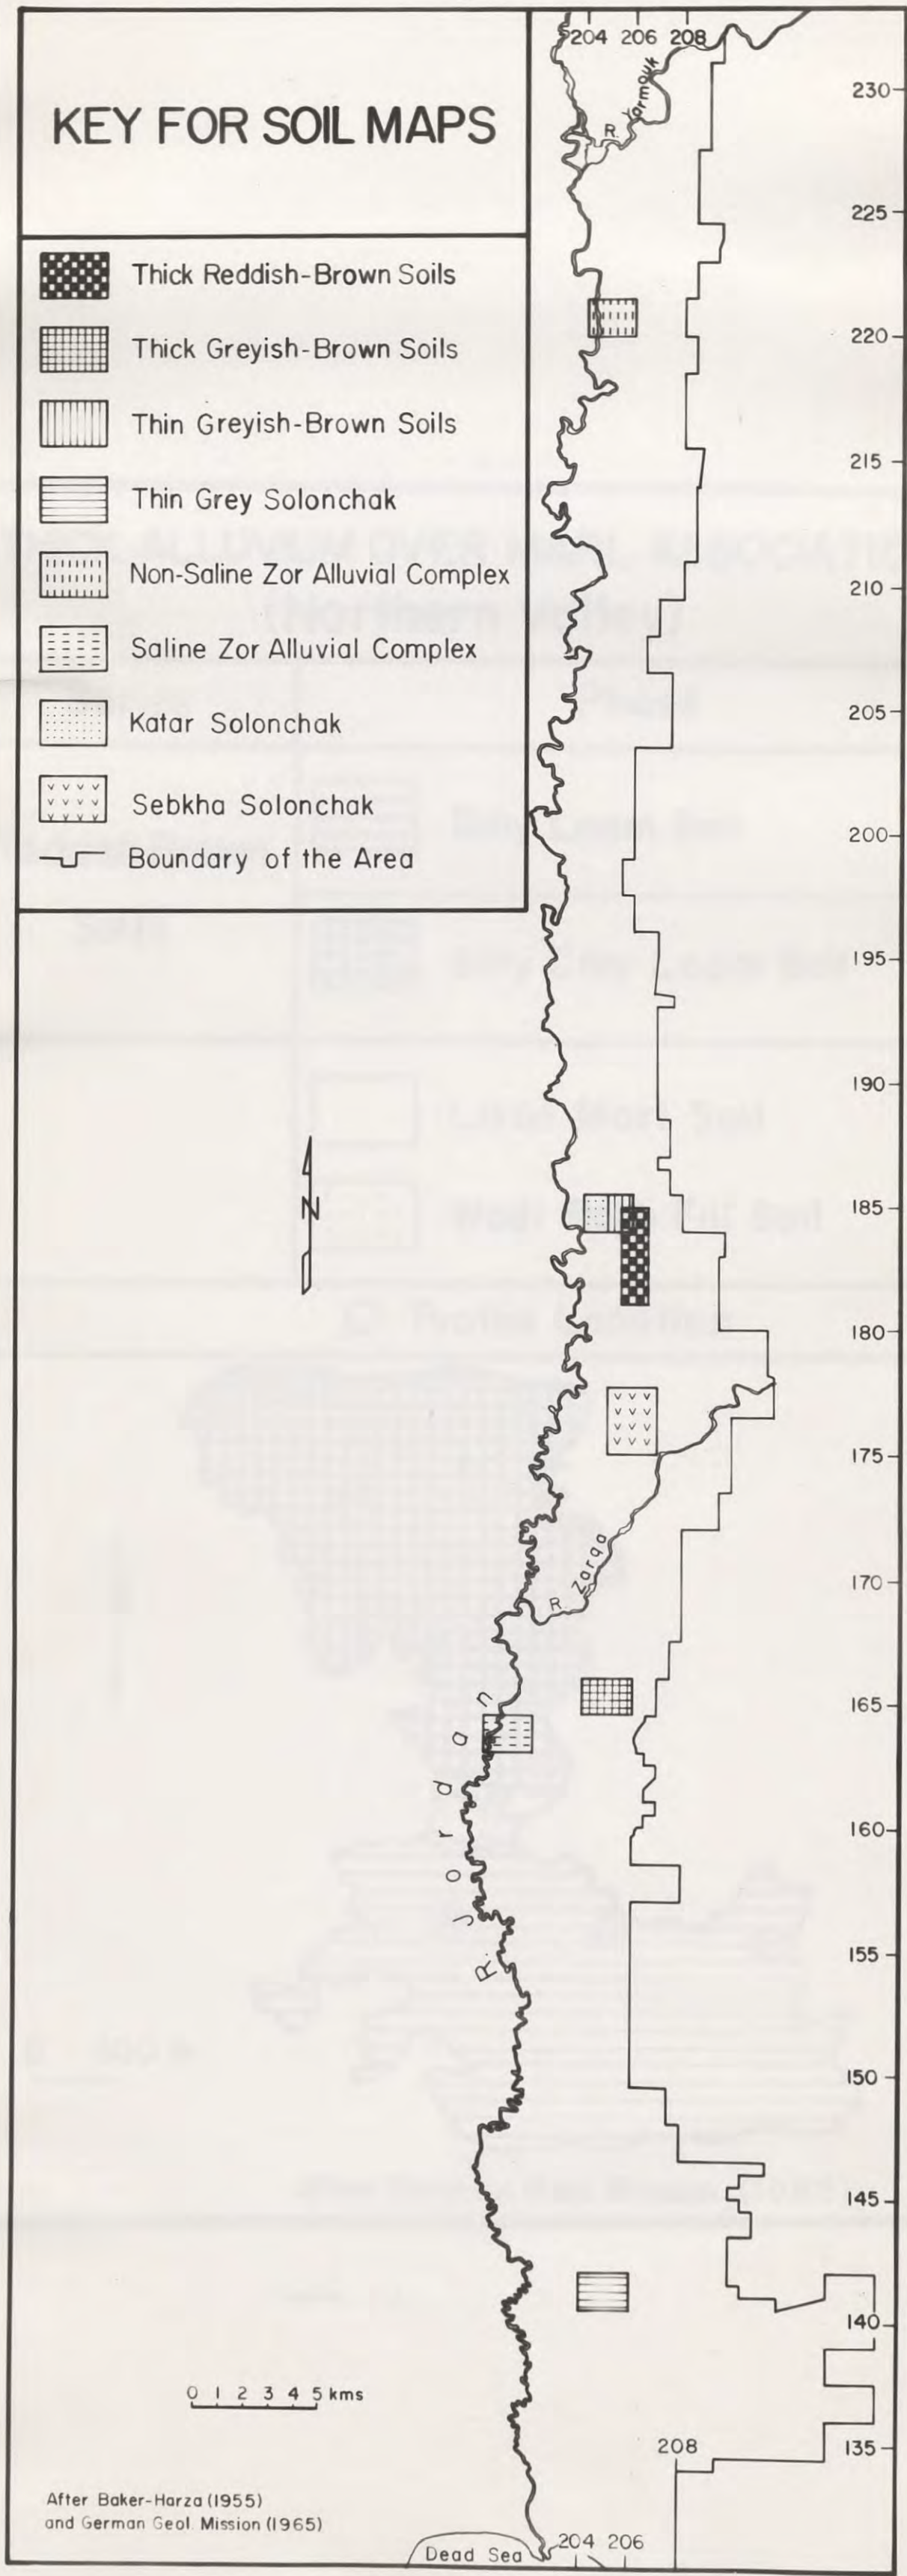 KEY FOR SOIL MAPS
Thick Reddish-Brown Soils
Thick Greyish-Brown Soils
Thin Greyish-Brown Soils
Thin Grey Solonchak
Non-Saline Zor Alluvial Complex
Saline Zor Alluvial Complex
Katar Solonchak
Sebkha Solonchak
Boundary of the Area
204 206 208
R. Yarmouk
230
225
220
215
210
205
200
195
190
185
180
175
170
165
160
155
150
145
140
135
N
R. Zarqa
R. Jordan
0 1 2 3 4 5 kms
208
After Baker-Harza (1955)
and German Geol. Mission (1965)
Dead Sea
204 206